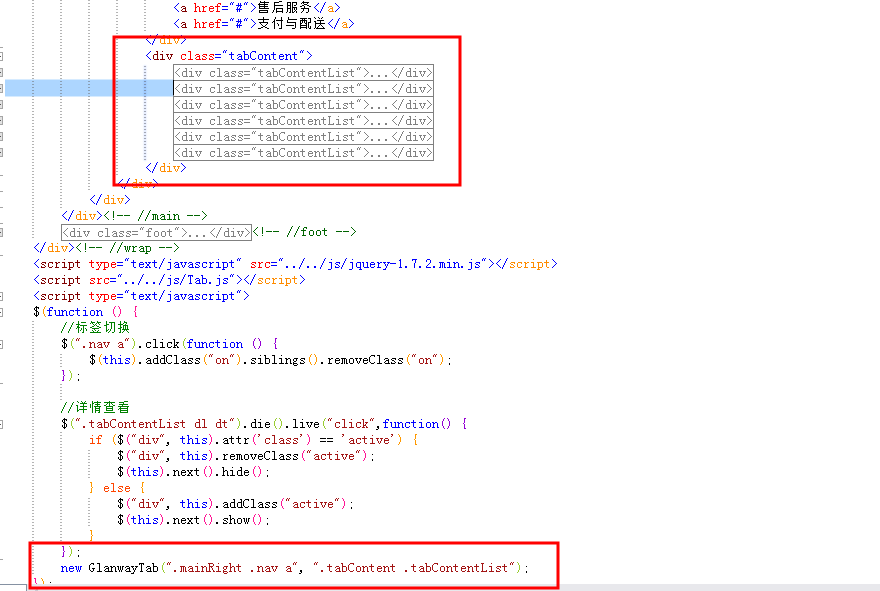 <a href="#">售后服务</a>
<a href="#">支付与配送</a>
</div>
<div class="tabContent">
<div class="tabContentList">...</div>
<div class="tabContentList">...</div>
<div class="tabContentList">...</div>
<div class="tabContentList">...</div>
<div class="tabContentList">...</div>
<div class="tabContentList">...</div>
</div>
</div>
</div>
</div><!-- //main -->
<div class="foot">...</div><!-- //foot -->
</div><!-- //wrap -->
<script type="text/javascript" src="../../js/jquery-1.7.2.min.js"></script>
<script src="../../js/Tab.js"></script>
<script type="text/javascript">
$(function () {
//标签切换
$(".nav a").click(function () {
$(this).addClass("on").siblings().removeClass("on");
});
//详情查看
$(".tabContentList dl dt").die().live("click",function() {
if ($("div", this).attr('class') == 'active') {
$("div", this).removeClass("active");
$(this).next().hide();
} else {
$("div", this).addClass("active");
$(this).next().show();
}
});
new GlanwayTab(".mainRight .nav a", ".tabContent .tabContentList");
});